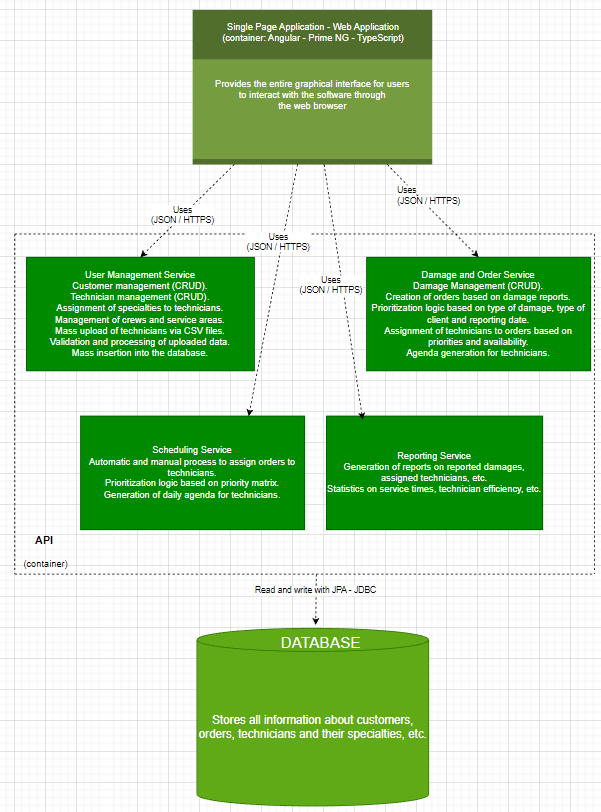 Single Page Application - Web Application
(container: Angular - Prime NG - TypeScript)
Provides the entire graphical interface for users
to interact with the software through
the web browser
Uses
(JSON / HTTPS)
Uses
(JSON / HTTPS)
Uses
(JSON / HTTPS)
Uses
(JSON / HTTPS)
User Management Service
Customer management (CRUD).
Technician management (CRUD).
Assignment of specialties to technicians.
Management of crews and service areas.
Mass upload of technicians via CSV files.
Validation and processing of uploaded data.
Mass insertion into the database.
Damage and Order Service
Damage Management (CRUD).
Creation of orders based on damage reports.
Prioritization logic based on type of damage, type of
client and reporting date.
Assignment of technicians to orders based on
priorities and availability.
Agenda generation for technicians.
Scheduling Service
Automatic and manual process to assign orders to
technicians.
Prioritization logic based on priority matrix.
Generation of daily agenda for technicians.
Reporting Service
Generation of reports on reported damages,
assigned technicians, etc.
Statistics on service times, technician efficiency, etc.
API
(container)
Read and write with JPA - JDBC
DATABASE
Stores all information about customers,
orders, technicians and their specialties, etc.